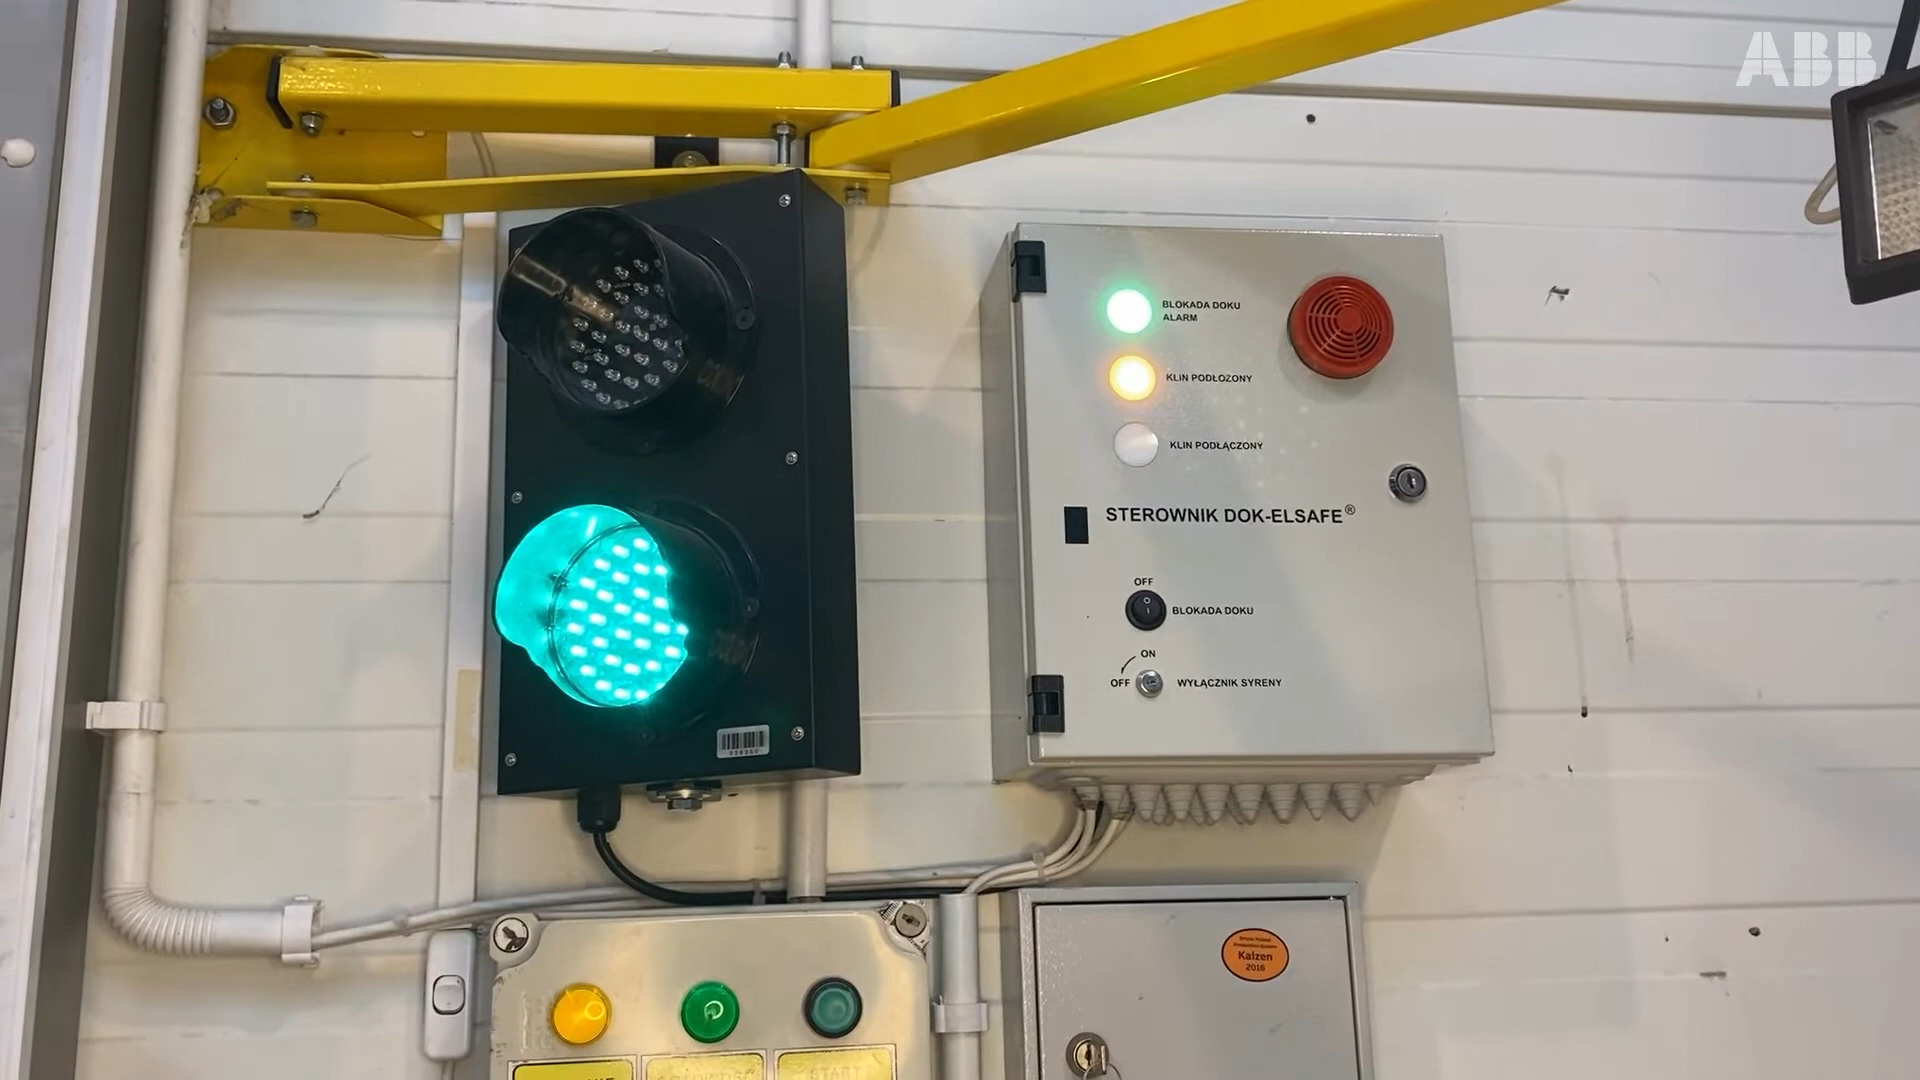 ABB
BLOKADA DOKU
ALARM
KLIN PODŁOŻONY
KLIN PODŁĄCZONY
STEROWNIK DOK-ELSAFE®
OFF
BLOKADA DOKU
ON
OFF
WYŁĄCZNIK SYRENY
Kaizen
2016
START